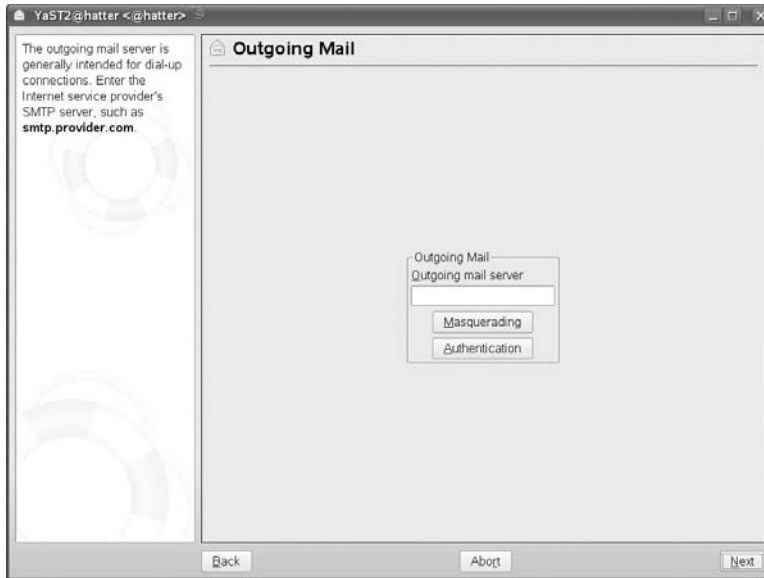 YaST2@hatter <@hatter>
The outgoing mail server is
generally intended for dial-up
connections. Enter the
Internet service provider's
SMTP server, such as
smtp.provider.com.
Outgoing Mail
Outgoing Mail
Outgoing mail server
Masquerading
Authentication
Back
Abort
Next